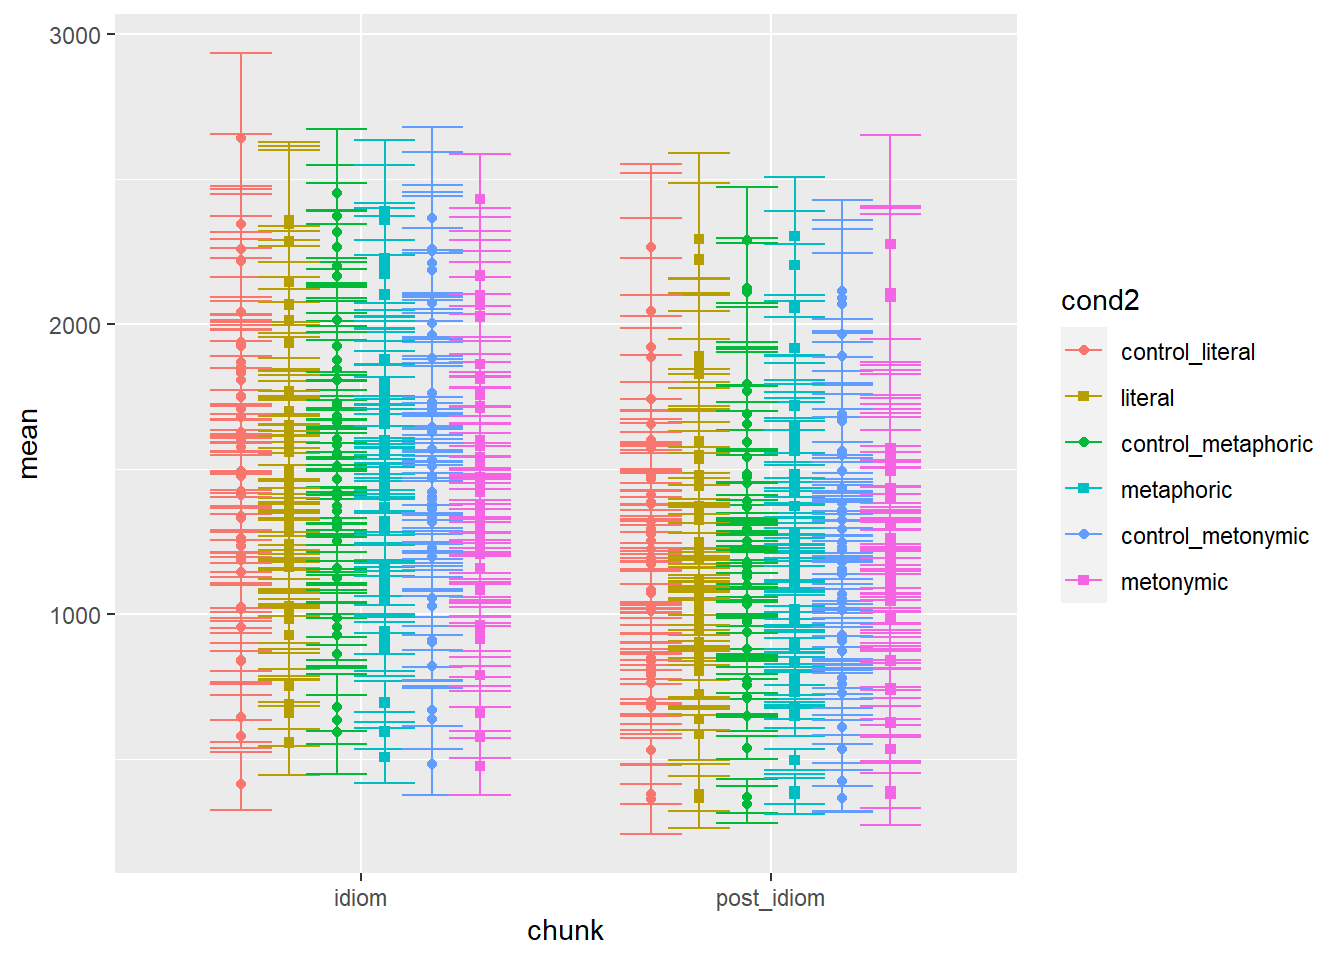 3000
2000
1000
mean
idiom
post_idiom
chunk
cond2
control_literal
literal
control_metaphoric
metaphoric
control_metonymic
metonymic